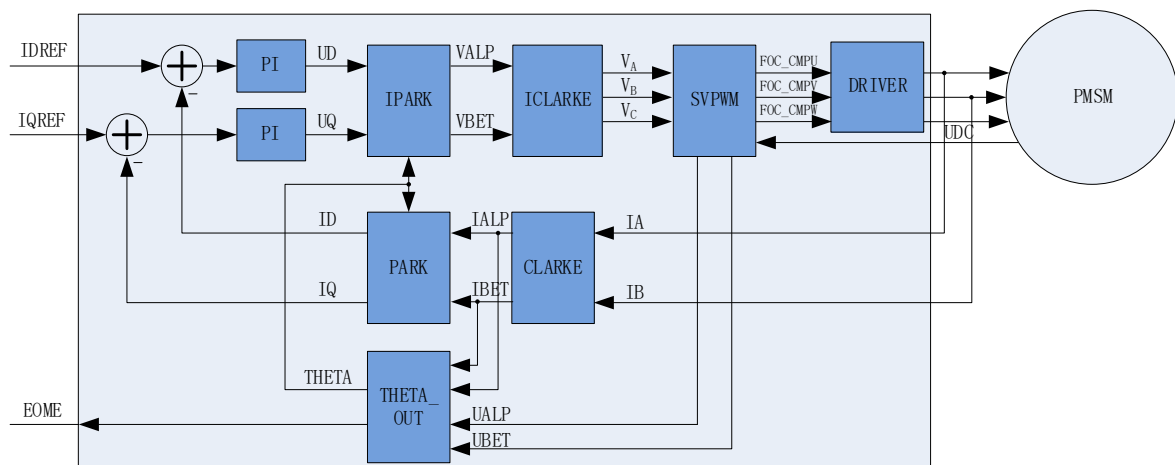 IDREF
PI
UD
VALP
IPARK
ICLARKE
VA
VB
VC
SVPWM
FOC_CMPU
FOC_CMPV
FOC_CMPW
DRIVER
PMSM
IQREF
PI
UQ
VBET
UDC
ID
IALP
IA
PARK
CLARKE
IQ
IBET
IB
THETA
THETA_
OUT
EOME
UALP
UBET